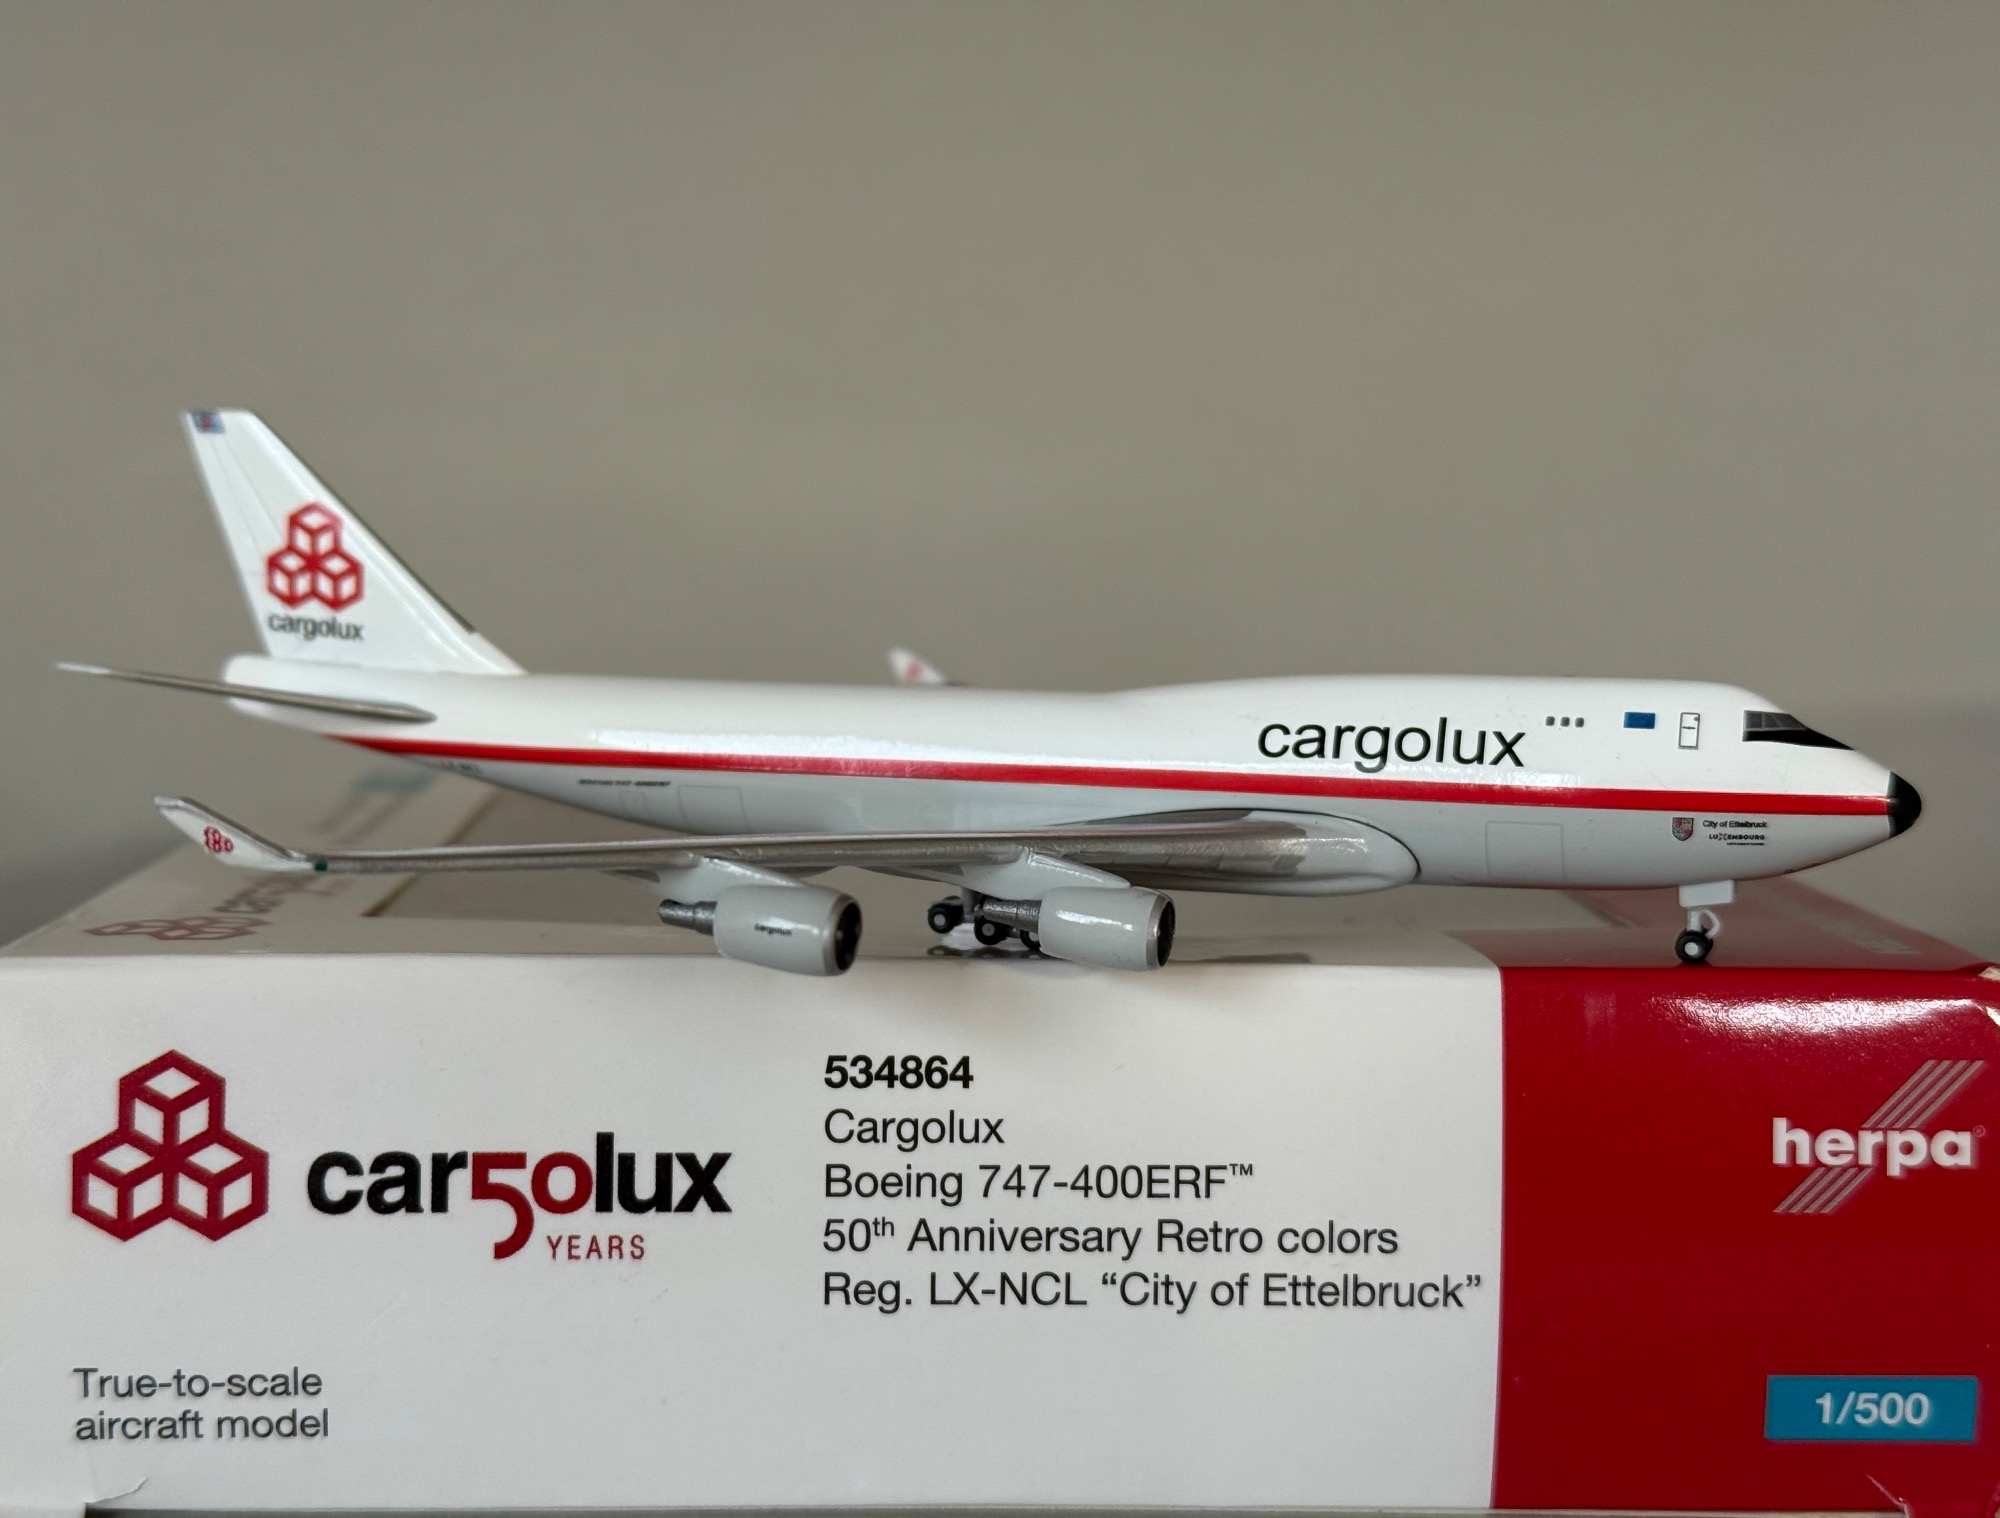 cargolux
cargolux
City of Ettelbruck
LUXEMBOURG
cargolux
534864
Cargolux
Boeing 747-400ERF™
50th Anniversary Retro colors
Reg. LX-NCL “City of Ettelbruck”
car50lux
YEARS
True-to-scale
aircraft model
herpa®
1/500